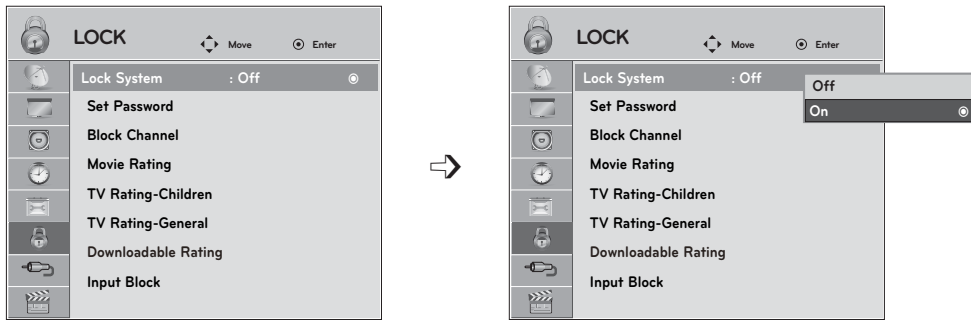 LOCK
Move
Enter
Lock System : Off
Set Password
Block Channel
Movie Rating
TV Rating-Children
TV Rating-General
Downloadable Rating
Input Block
LOCK
Move
Enter
Lock System : Off
Off
On
Set Password
Block Channel
Movie Rating
TV Rating-Children
TV Rating-General
Downloadable Rating
Input Block